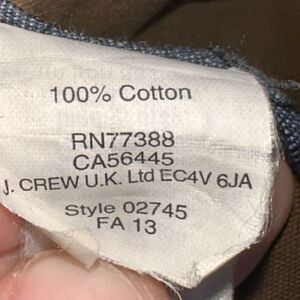 100% Cotton
RN77388
CA56445
J. CREW U.K. Ltd EC4V 6JA
Style 02745
FA 13